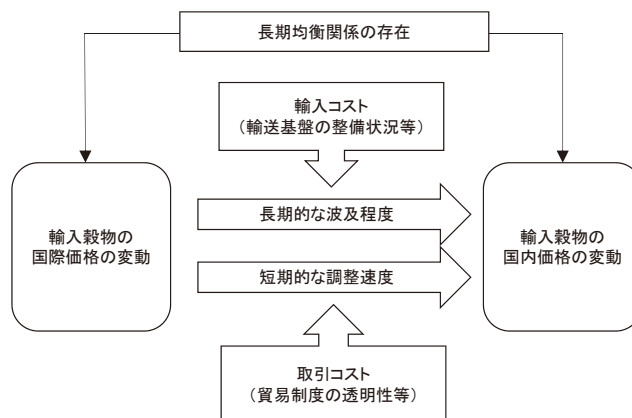 長期均衡関係の存在
輸入コスト
（輸送基盤の整備状況等）
長期的な波及程度
輸入穀物の
国際価格の変動
輸入穀物の
国内価格の変動
短期的な調整速度
取引コスト
（貿易制度の透明性等）